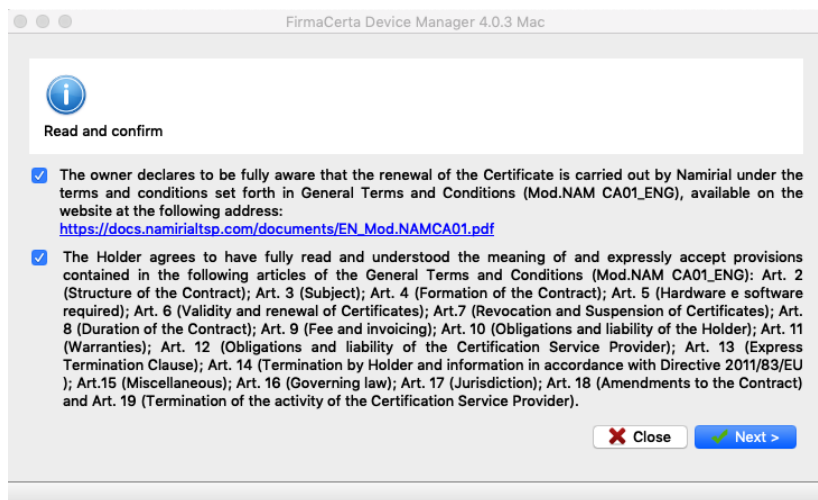 FirmaCerta Device Manager 4.0.3 Mac
Read and confirm
The owner declares to be fully aware that the renewal of the Certificate is carried out by Namirial under the
terms and conditions set forth in General Terms and Conditions (Mod.NAM CA01_ENG), available on the
website at the following address:
https://docs.namirialtsp.com/documents/EN_Mod.NAMCA01.pdf
The Holder agrees to have fully read and understood the meaning of and expressly accept provisions
contained in the following articles of the General Terms and Conditions (Mod.NAM CA01_ENG): Art. 2
(Structure of the Contract); Art. 3 (Subject); Art. 4 (Formation of the Contract); Art. 5 (Hardware e software
required); Art. 6 (Validity and renewal of Certificates); Art.7 (Revocation and Suspension of Certificates); Art.
8 (Duration of the Contract); Art. 9 (Fee and invoicing); Art. 10 (Obligations and liability of the Holder); Art. 11
(Warranties); Art. 12 (Obligations and liability of the Certification Service Provider); Art. 13 (Express
Termination Clause); Art. 14 (Termination by Holder and information in accordance with Directive 2011/83/EU
); Art.15 (Miscellaneous); Art. 16 (Governing law); Art. 17 (Jurisdiction); Art. 18 (Amendments to the Contract)
and Art. 19 (Termination of the activity of the Certification Service Provider).
Close
Next >